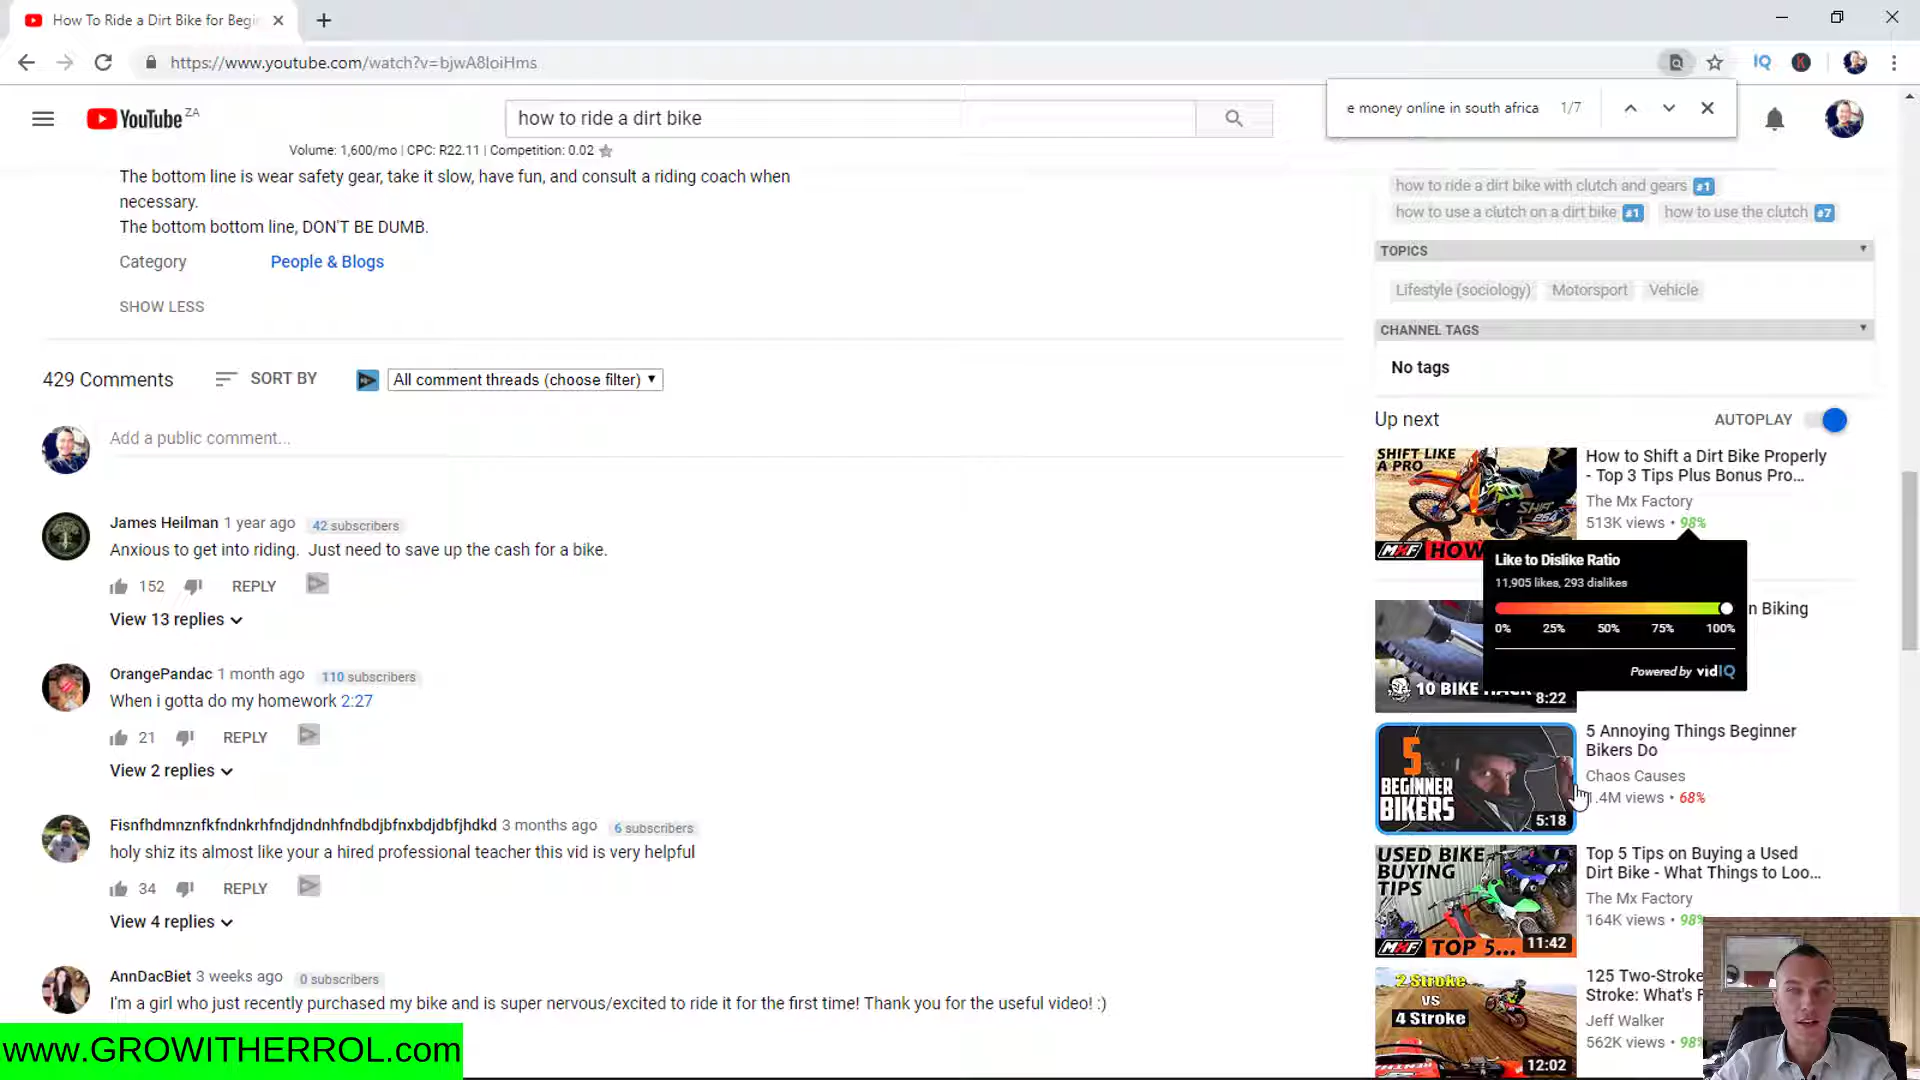 How To Ride a Dirt Bike for Begi
https://www.youtube.com/watch?v=bjwA8IoiHms
IQ
K
YouTube ZA
how to ride a dirt bike
e money online in south africa 1/7
Volume: 1,600/mo | CPC: R22.11 | Competition: 0.02
The bottom line is wear safety gear, take it slow, have fun, and consult a riding coach when
necessary.
The bottom bottom line, DON'T BE DUMB.
Category People & Blogs
SHOW LESS
429 Comments SORT BY All comment threads (choose filter)
Add a public comment...
James Heilman 1 year ago 42 subscribers
Anxious to get into riding. Just need to save up the cash for a bike.
152 REPLY
View 13 replies
OrangePandac 1 month ago 110 subscribers
When i gotta do my homework 2:27
21 REPLY
View 2 replies
Fisnfhdmnznfkfndnkrhfndjdndnhfndbdjbfnxbdjdbfjhdkd 3 months ago 6 subscribers
holy shiz its almost like your a hired professional teacher this vid is very helpful
34 REPLY
View 4 replies
AnnDacBiet 3 weeks ago 0 subscribers
I'm a girl who just recently purchased my bike and is super nervous/excited to ride it for the first time! Thank you for the useful video! :)
www.GROWITHERROL.com
how to ride a dirt bike with clutch and gears #1
how to use a clutch on a dirt bike #1 how to use the clutch #7
TOPICS
Lifestyle (sociology) Motorsport Vehicle
CHANNEL TAGS
No tags
Up next AUTOPLAY
SHIFT LIKE
A PRO
MXF HOW
How to Shift a Dirt Bike Properly
- Top 3 Tips Plus Bonus Pro...
The Mx Factory
513K views • 98%
Like to Dislike Ratio
11,905 likes, 293 dislikes
0% 25% 50% 75% 100%
Powered by vidIQ
n Biking
10 BIKE HACK
8:22
5
BEGINNER
BIKERS
5:18
5 Annoying Things Beginner
Bikers Do
Chaos Causes
1.4M views • 68%
USED BIKE
BUYING
TIPS
MXF TOP 5...
11:42
Top 5 Tips on Buying a Used
Dirt Bike - What Things to Loo...
The Mx Factory
164K views • 98%
2 Stroke
VS
4 Stroke
12:02
125 Two-Stroke
Stroke: What's F
Jeff Walker
562K views • 98%